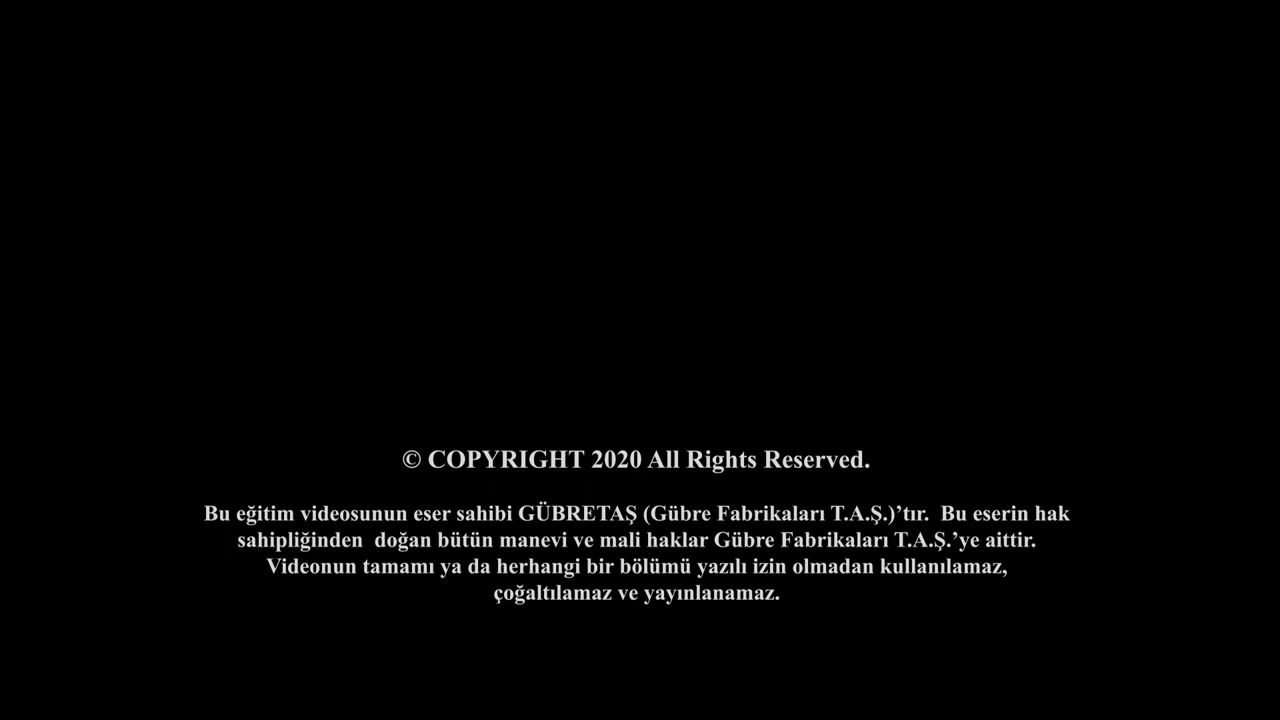 © COPYRIGHT 2020 All Rights Reserved.
Bu eğitim videosunun eser sahibi GÜBRETAŞ (Gübre Fabrikaları T.A.Ş.)’tır.  Bu eserin hak
sahipliğinden  doğan bütün manevi ve mali haklar Gübre Fabrikaları T.A.Ş.’ye aittir.
Videonun tamamı ya da herhangi bir bölümü yazılı izin olmadan kullanılamaz,
çoğaltılamaz ve yayınlanamaz.